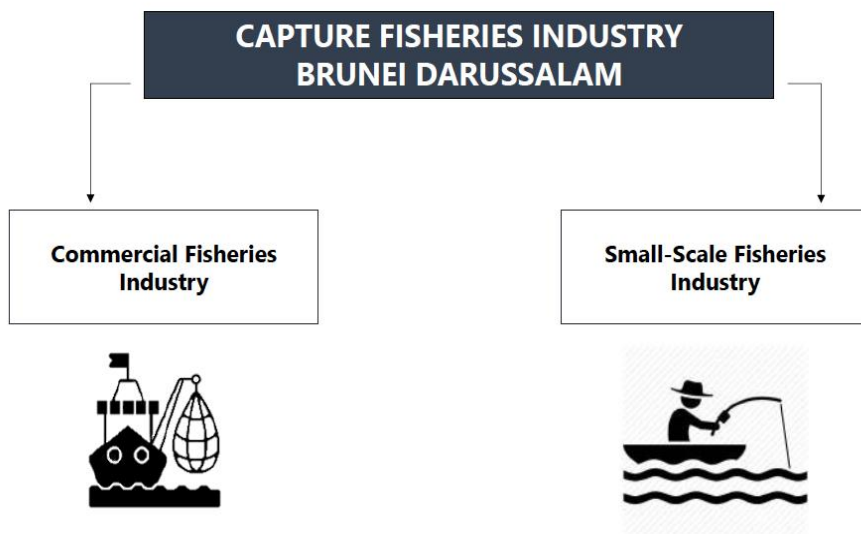 CAPTURE FISHERIES INDUSTRY
BRUNEI DARUSSALAM
Commercial Fisheries
Industry
Small-Scale Fisheries
Industry